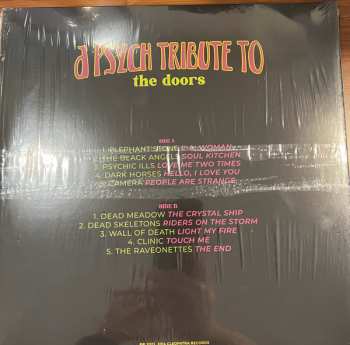 A PSYCH TRIBUTE TO
the doors
SIDE A
1. ELEPHANT STONE L.A. WOMAN
2. THE BLACK ANGELS SOUL KITCHEN
3. PSYCHIC ILLS LOVE ME TWO TIMES
4. DARK HORSES HELLO, I LOVE YOU
5. CAMERA PEOPLE ARE STRANGE
SIDE B
1. DEAD MEADOW THE CRYSTAL SHIP
2. DEAD SKELETONS RIDERS ON THE STORM
3. WALL OF DEATH LIGHT MY FIRE
4. CLINIC TOUCH ME
5. THE RAVEONETTES THE END
CLEOPATRA RECORDS